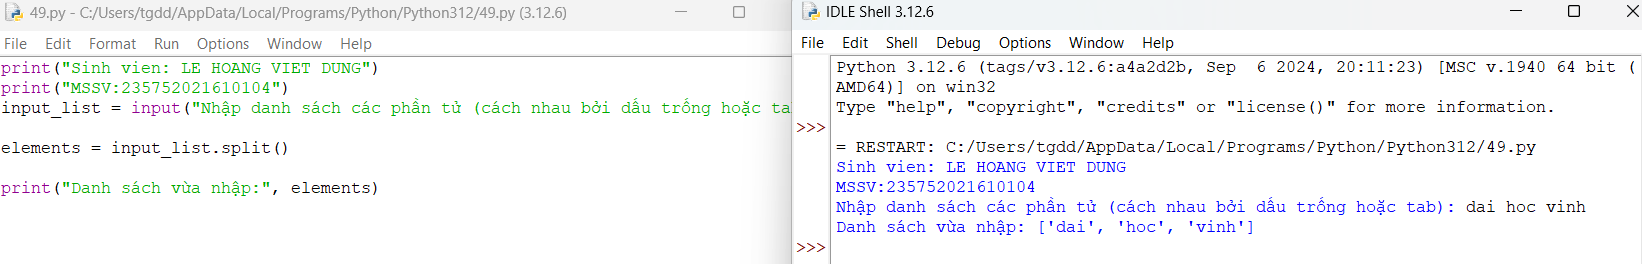 49.py - C:/Users/tgdd/AppData/Local/Programs/Python/Python312/49.py (3.12.6)
File Edit Format Run Options Window Help
print("Sinh vien: LE HOANG VIET DUNG")
print("MSSV:235752021610104")
input_list = input("Nhập danh sách các phần tử (cách nhau bởi dấu trống hoặc ta
elements = input_list.split()
print("Danh sách vừa nhập:", elements)
IDLE Shell 3.12.6
File Edit Shell Debug Options Window Help
Python 3.12.6 (tags/v3.12.6:a4a2d2b, Sep  6 2024, 20:11:23) [MSC v.1940 64 bit (
AMD64)] on win32
Type "help", "copyright", "credits" or "license()" for more information.
>>>
= RESTART: C:/Users/tgdd/AppData/Local/Programs/Python/Python312/49.py
Sinh vien: LE HOANG VIET DUNG
MSSV:235752021610104
Nhập danh sách các phần tử (cách nhau bởi dấu trống hoặc tab): dai hoc vinh
Danh sách vừa nhập: ['dai', 'hoc', 'vinh']
>>>